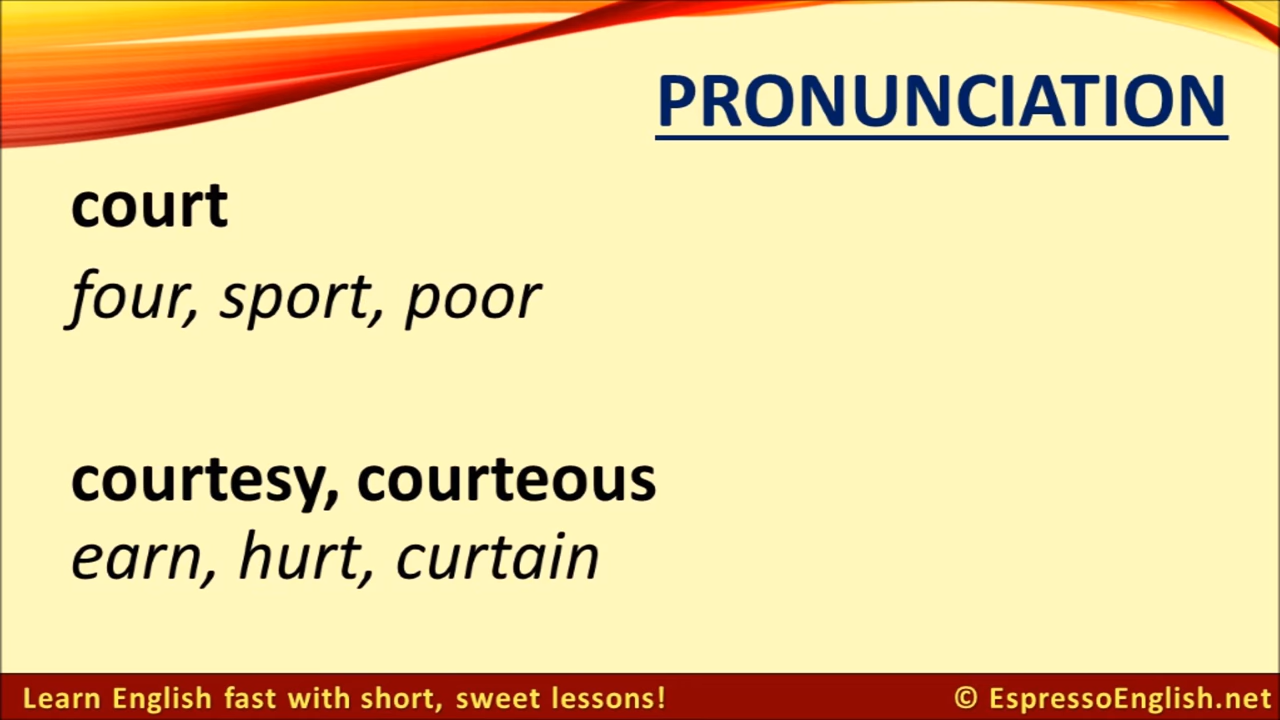 PRONUNCIATION
court
four, sport, poor
courtesy, courteous
earn, hurt, curtain
Learn English fast with short, sweet lessons!
© EspressoEnglish.net